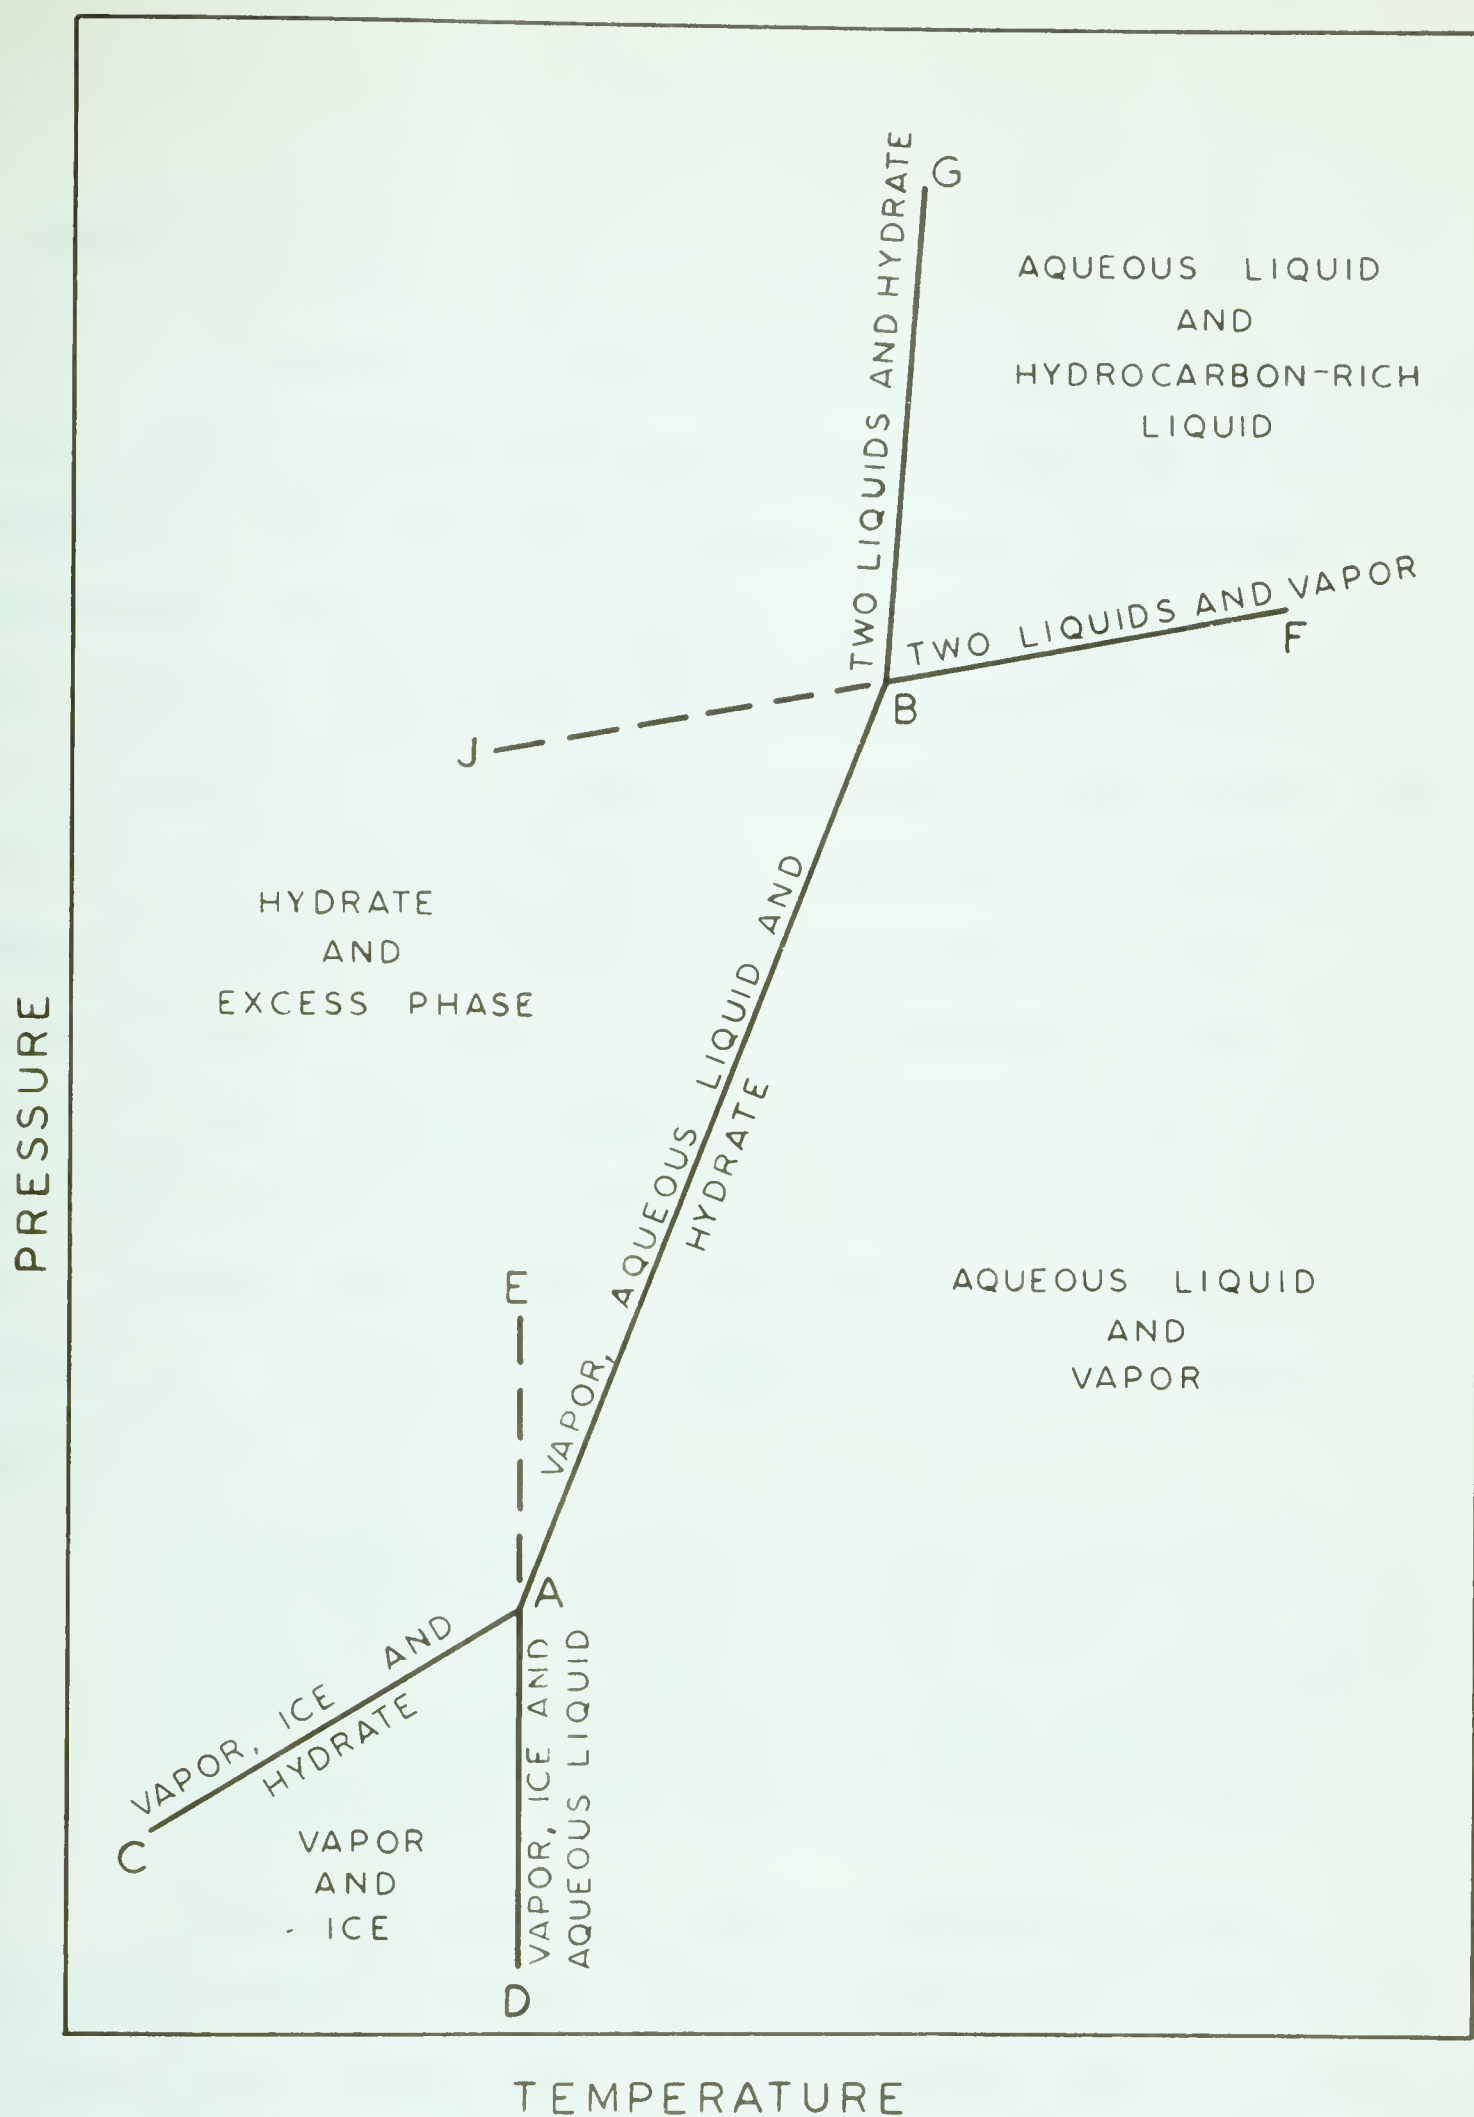 TWO LIQUIDS AND HYDRATE
G
AQUEOUS LIQUID
AND
HYDROCARBON-RICH
LIQUID
TWO LIQUIDS AND VAPOR
F
B
J
HYDRATE
AND
EXCESS PHASE
PRESSURE
VAPOR, AQUEOUS LIQUID AND
HYDRATE
E
AQUEOUS LIQUID
AND
VAPOR
A
VAPOR, ICE AND
HYDRATE
C
VAPOR
AND
ICE
VAPOR, ICE AND
AQUEOUS LIQUID
D
TEMPERATURE